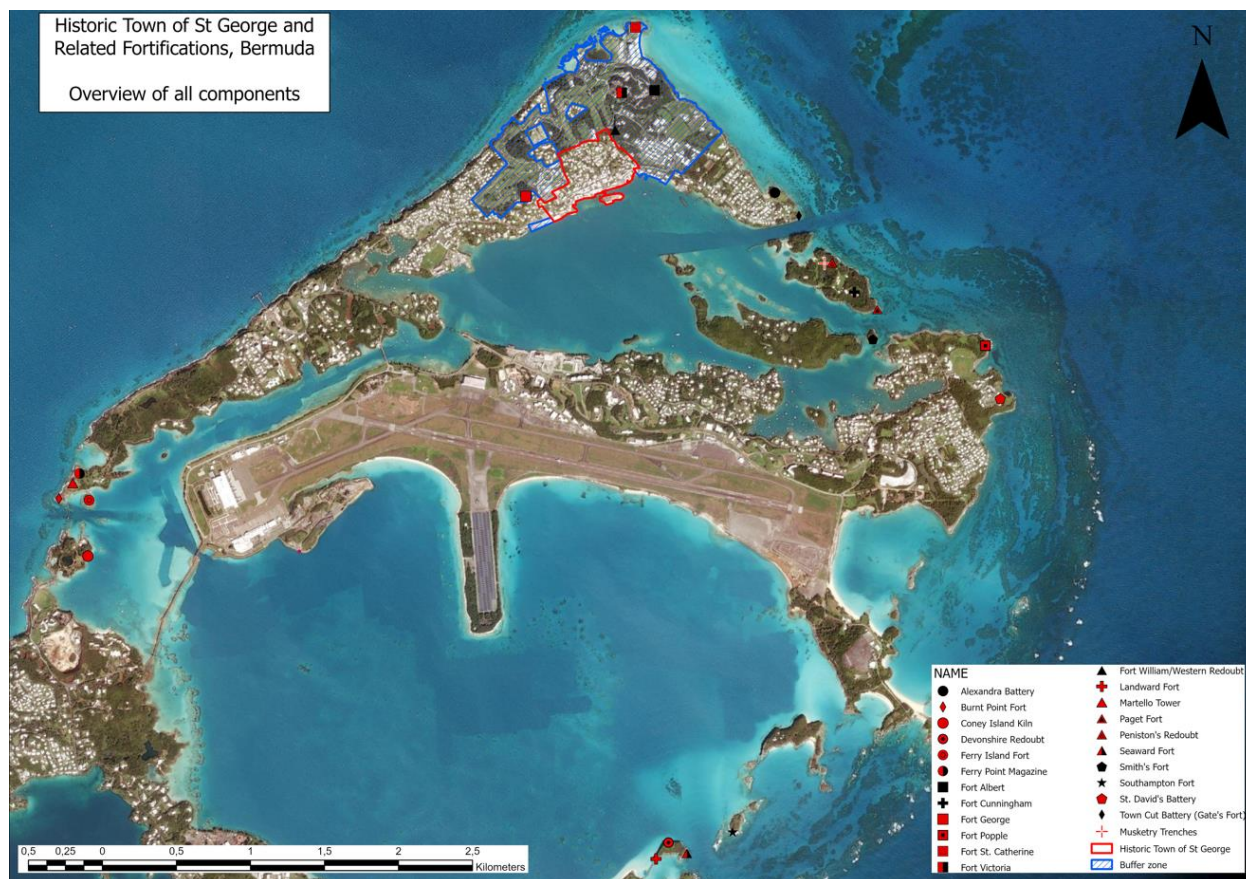 Historic Town of St George and
Related Fortifications, Bermuda
Overview of all components
N
NAME
Alexandra Battery
Burnt Point Fort
Coney Island Kiln
Devonshire Redoubt
Ferry Island Fort
Ferry Point Magazine
Fort Albert
Fort Cunningham
Fort George
Fort Popple
Fort St. Catherine
Fort Victoria
Fort William/Western Redoubt
Landward Fort
Martello Tower
Paget Fort
Peniston's Redoubt
Seaward Fort
Smith's Fort
Southampton Fort
St. David's Battery
Town Cut Battery (Gate's Fort)
Musketry Trenches
Historic Town of St George
Buffer zone
0,5 0,25 0 0,5 1 1,5 2 2,5
Kilometers